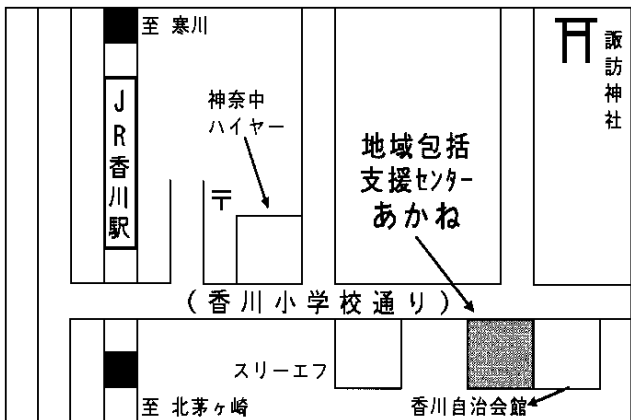 至 寒川
JR香川駅
神奈中
ハイヤー
〒
諏訪神社
地域包括
支援センター
あかね
(香川小学校通り)
スリーエフ
至 北茅ヶ崎
香川自治会館